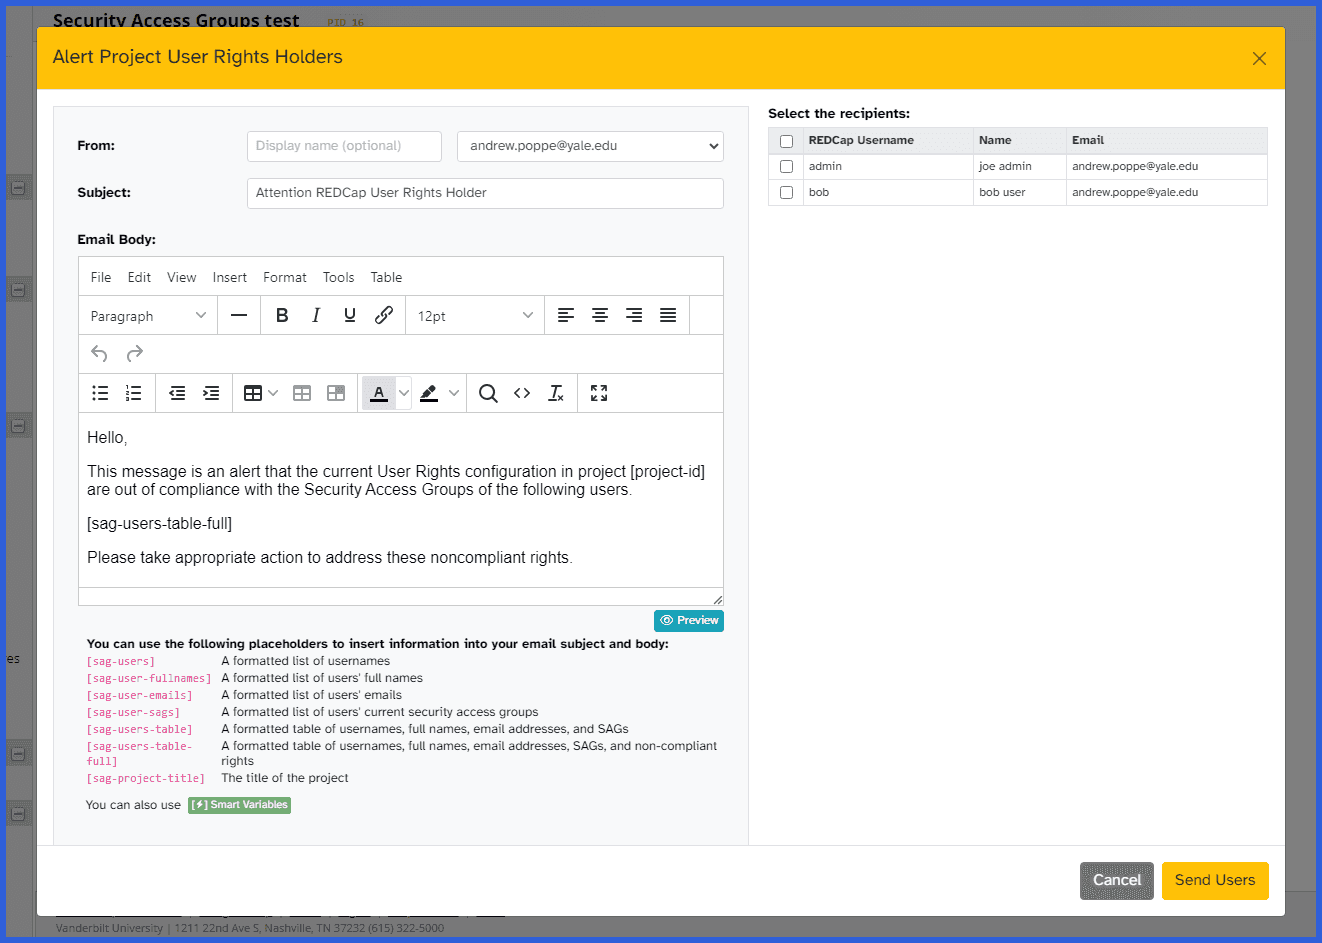 Security Access Groups test PID 16
Alert Project User Rights Holders
From: Display name (optional) andrew.poppe@yale.edu
Subject: Attention REDCap User Rights Holder
Email Body:
File Edit View Insert Format Tools Table
Paragraph B I U 12pt
A
Hello,
This message is an alert that the current User Rights configuration in project [project-id]
are out of compliance with the Security Access Groups of the following users.
[sag-users-table-full]
Please take appropriate action to address these noncompliant rights.
Preview
You can use the following placeholders to insert information into your email subject and body:
[sag-users] A formatted list of usernames
[sag-user-fullnames] A formatted list of users' full names
[sag-user-emails] A formatted list of users' emails
[sag-user-sags] A formatted list of users' current security access groups
[sag-users-table] A formatted table of usernames, full names, email addresses, and SAGs
[sag-users-table- A formatted table of usernames, full names, email addresses, SAGs, and non-compliant
full] rights
[sag-project-title] The title of the project
You can also use [⚡] Smart Variables
Select the recipients:
REDCap Username Name Email
admin joe admin andrew.poppe@yale.edu
bob bob user andrew.poppe@yale.edu
Cancel Send Users
es
Vanderbilt University | 1211 22nd Ave S, Nashville, TN 37232 (615) 322-5000